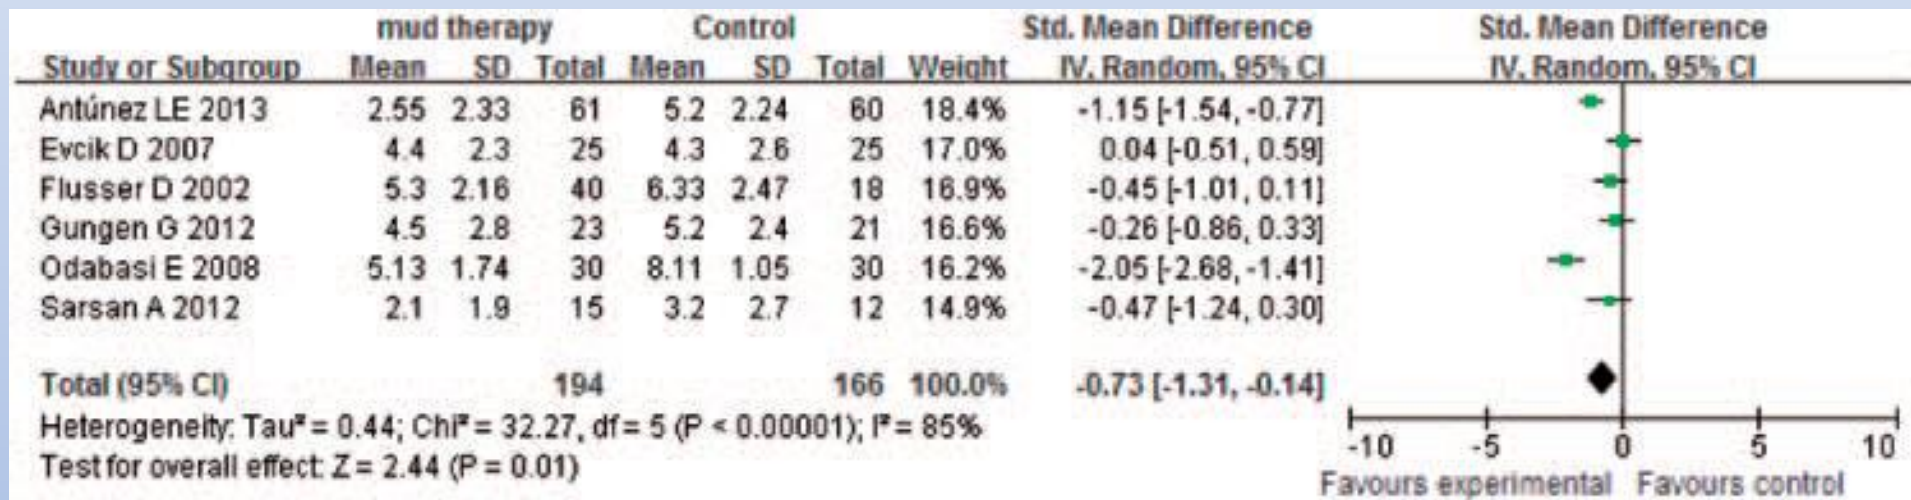 mud therapy Control Std. Mean Difference Std. Mean Difference
Study or Subgroup Mean SD Total Mean SD Total Weight IV, Random, 95% CI IV, Random, 95% CI
Antúnez LE 2013 2.55 2.33 61 5.2 2.24 60 18.4% -1.15 [-1.54, -0.77]
Evcik D 2007 4.4 2.3 25 4.3 2.6 25 17.0% 0.04 [-0.51, 0.59]
Flusser D 2002 5.3 2.16 40 6.33 2.47 18 16.9% -0.45 [-1.01, 0.11]
Gungen G 2012 4.5 2.8 23 5.2 2.4 21 16.6% -0.26 [-0.86, 0.33]
Odabasi E 2008 5.13 1.74 30 8.11 1.05 30 16.2% -2.05 [-2.68, -1.41]
Sarsan A 2012 2.1 1.9 15 3.2 2.7 12 14.9% -0.47 [-1.24, 0.30]
Total (95% CI) 194 166 100.0% -0.73 [-1.31, -0.14]
Heterogeneity: Tau² = 0.44; Chi² = 32.27, df = 5 (P < 0.00001); I² = 85%
Test for overall effect: Z = 2.44 (P = 0.01)
-10 -5 0 5 10
Favours experimental Favours control